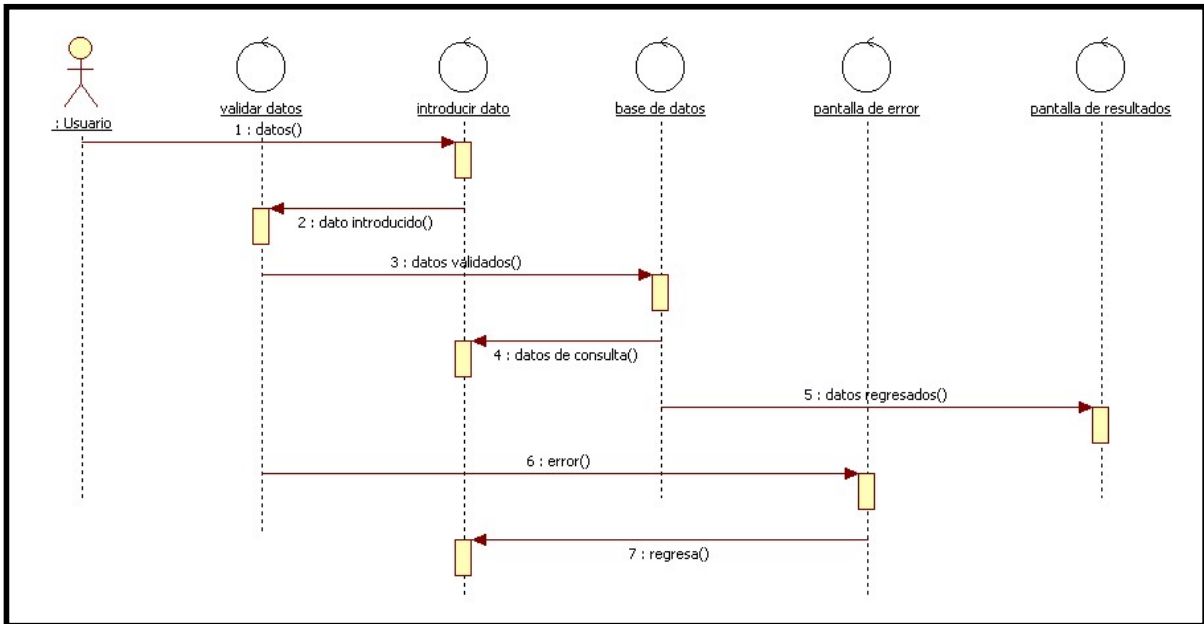 : Usuario
validar datos
introducir dato
base de datos
pantalla de error
pantalla de resultados
1 : datos()
2 : dato introducido()
3 : datos validados()
4 : datos de consulta()
5 : datos regresados()
6 : error()
7 : regresa()